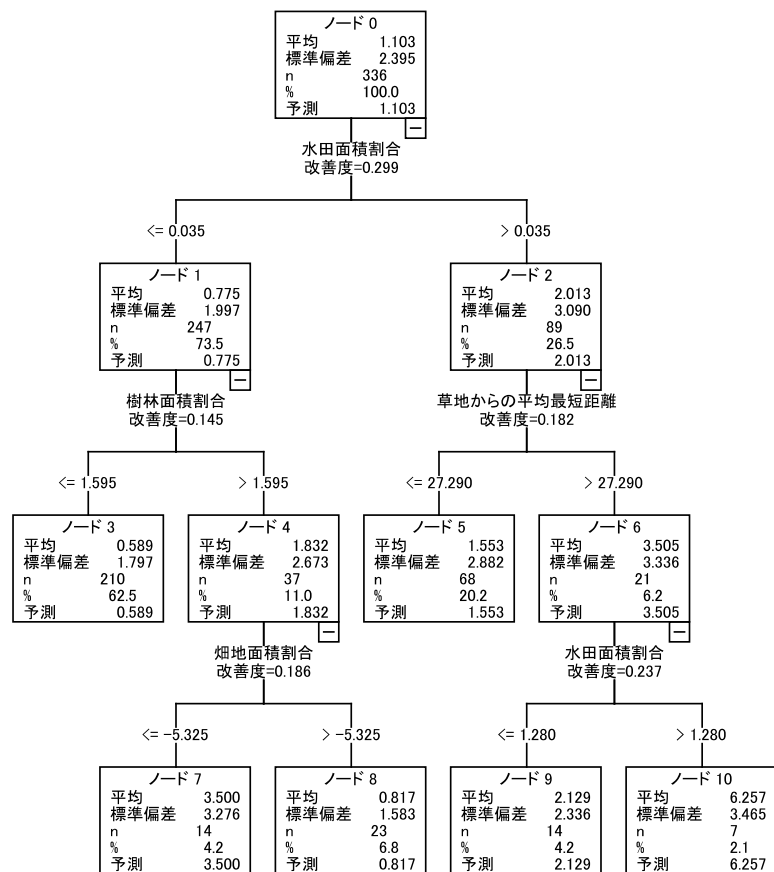 ノード 0
平均 1.103
標準偏差 2.395
n 336
% 100.0
予測 1.103
水田面積割合
改善度=0.299
<= 0.035
> 0.035
ノード 1
平均 0.775
標準偏差 1.997
n 247
% 73.5
予測 0.775
ノード 2
平均 2.013
標準偏差 3.090
n 89
% 26.5
予測 2.013
樹林面積割合
改善度=0.145
草地からの平均最短距離
改善度=0.182
<= 1.595
> 1.595
<= 27.290
> 27.290
ノード 3
平均 0.589
標準偏差 1.797
n 210
% 62.5
予測 0.589
ノード 4
平均 1.832
標準偏差 2.673
n 37
% 11.0
予測 1.832
ノード 5
平均 1.553
標準偏差 2.882
n 68
% 20.2
予測 1.553
ノード 6
平均 3.505
標準偏差 3.336
n 21
% 6.2
予測 3.505
畑地面積割合
改善度=0.186
水田面積割合
改善度=0.237
<= -5.325
> -5.325
<= 1.280
> 1.280
ノード 7
平均 3.500
標準偏差 3.276
n 14
% 4.2
予測 3.500
ノード 8
平均 0.817
標準偏差 1.583
n 23
% 6.8
予測 0.817
ノード 9
平均 2.129
標準偏差 2.336
n 14
% 4.2
予測 2.129
ノード 10
平均 6.257
標準偏差 3.465
n 7
% 2.1
予測 6.257